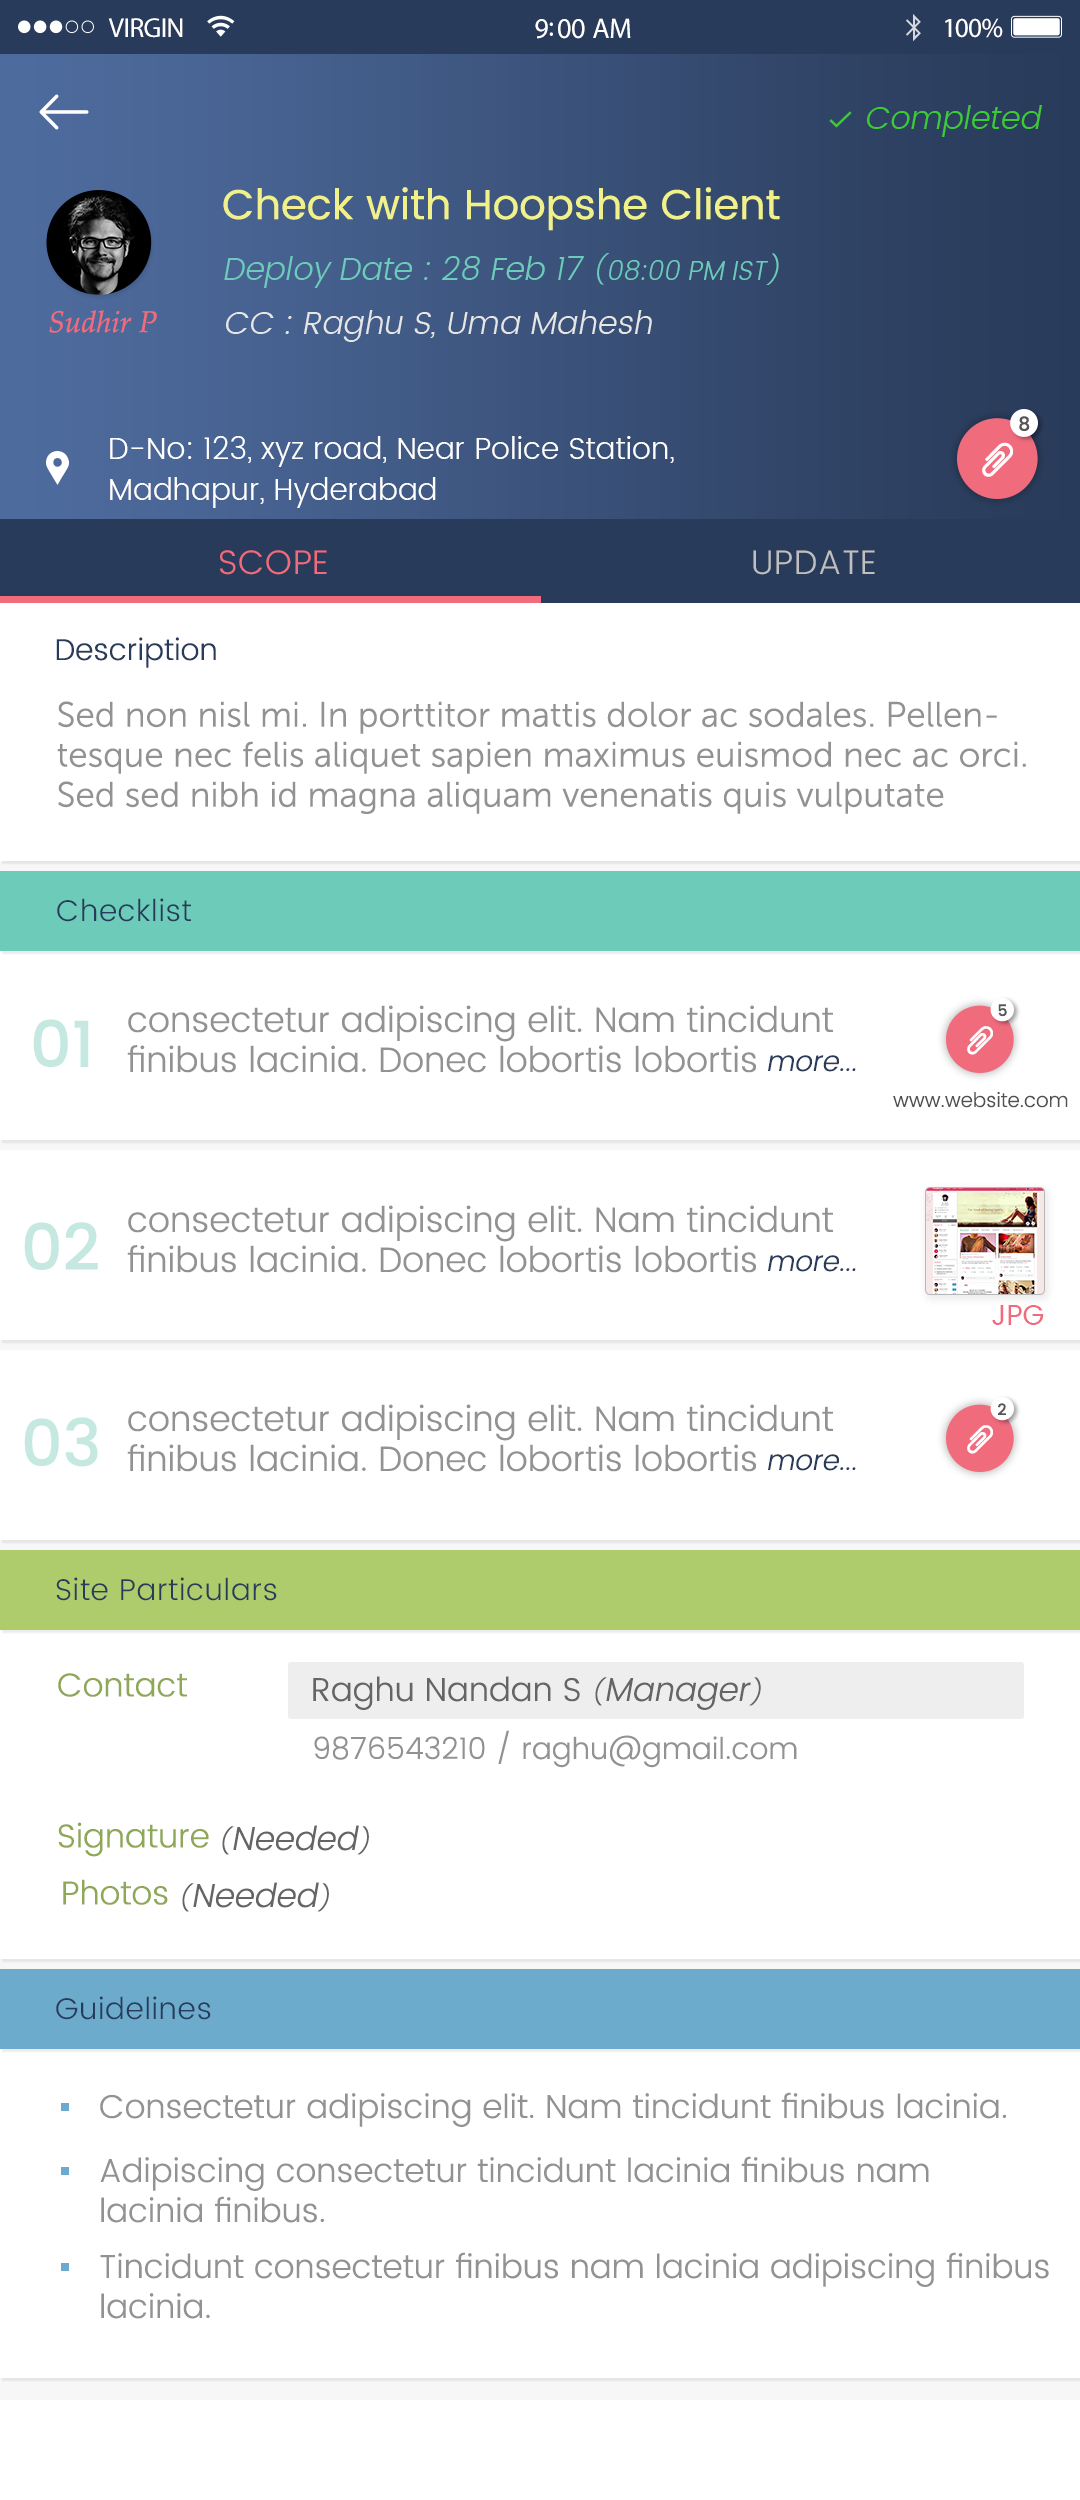 VIRGIN 9:00 AM 100%
✓ Completed
Check with Hoopshe Client
Deploy Date : 28 Feb 17 (08:00 PM IST)
Sudhir P
CC : Raghu S, Uma Mahesh
8
D-No: 123, xyz road, Near Police Station,
Madhapur, Hyderabad
SCOPE UPDATE
Description
Sed non nisl mi. In porttitor mattis dolor ac sodales. Pellen-
tesque nec felis aliquet sapien maximus euismod nec ac orci.
Sed sed nibh id magna aliquam venenatis quis vulputate
Checklist
01
consectetur adipiscing elit. Nam tincidunt
finibus lacinia. Donec lobortis lobortis more...
5
www.website.com
02
consectetur adipiscing elit. Nam tincidunt
finibus lacinia. Donec lobortis lobortis more...
JPG
03
consectetur adipiscing elit. Nam tincidunt
finibus lacinia. Donec lobortis lobortis more...
2
Site Particulars
Contact Raghu Nandan S (Manager)
9876543210 / raghu@gmail.com
Signature (Needed)
Photos (Needed)
Guidelines
Consectetur adipiscing elit. Nam tincidunt finibus lacinia.
Adipiscing consectetur tincidunt lacinia finibus nam
lacinia finibus.
Tincidunt consectetur finibus nam lacinia adipiscing finibus
lacinia.